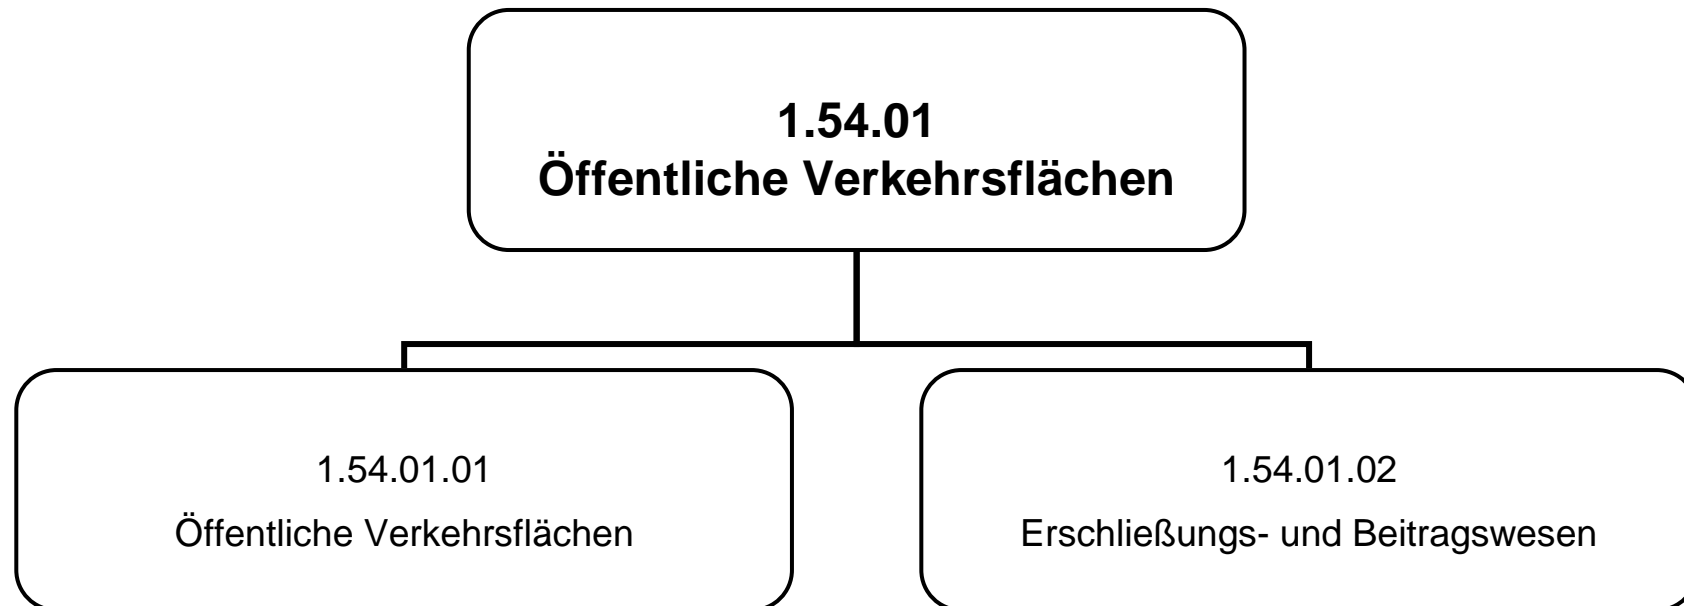 1.54.01
Öffentliche Verkehrsflächen
1.54.01.01
Öffentliche Verkehrsflächen
1.54.01.02
Erschließungs- und Beitragswesen